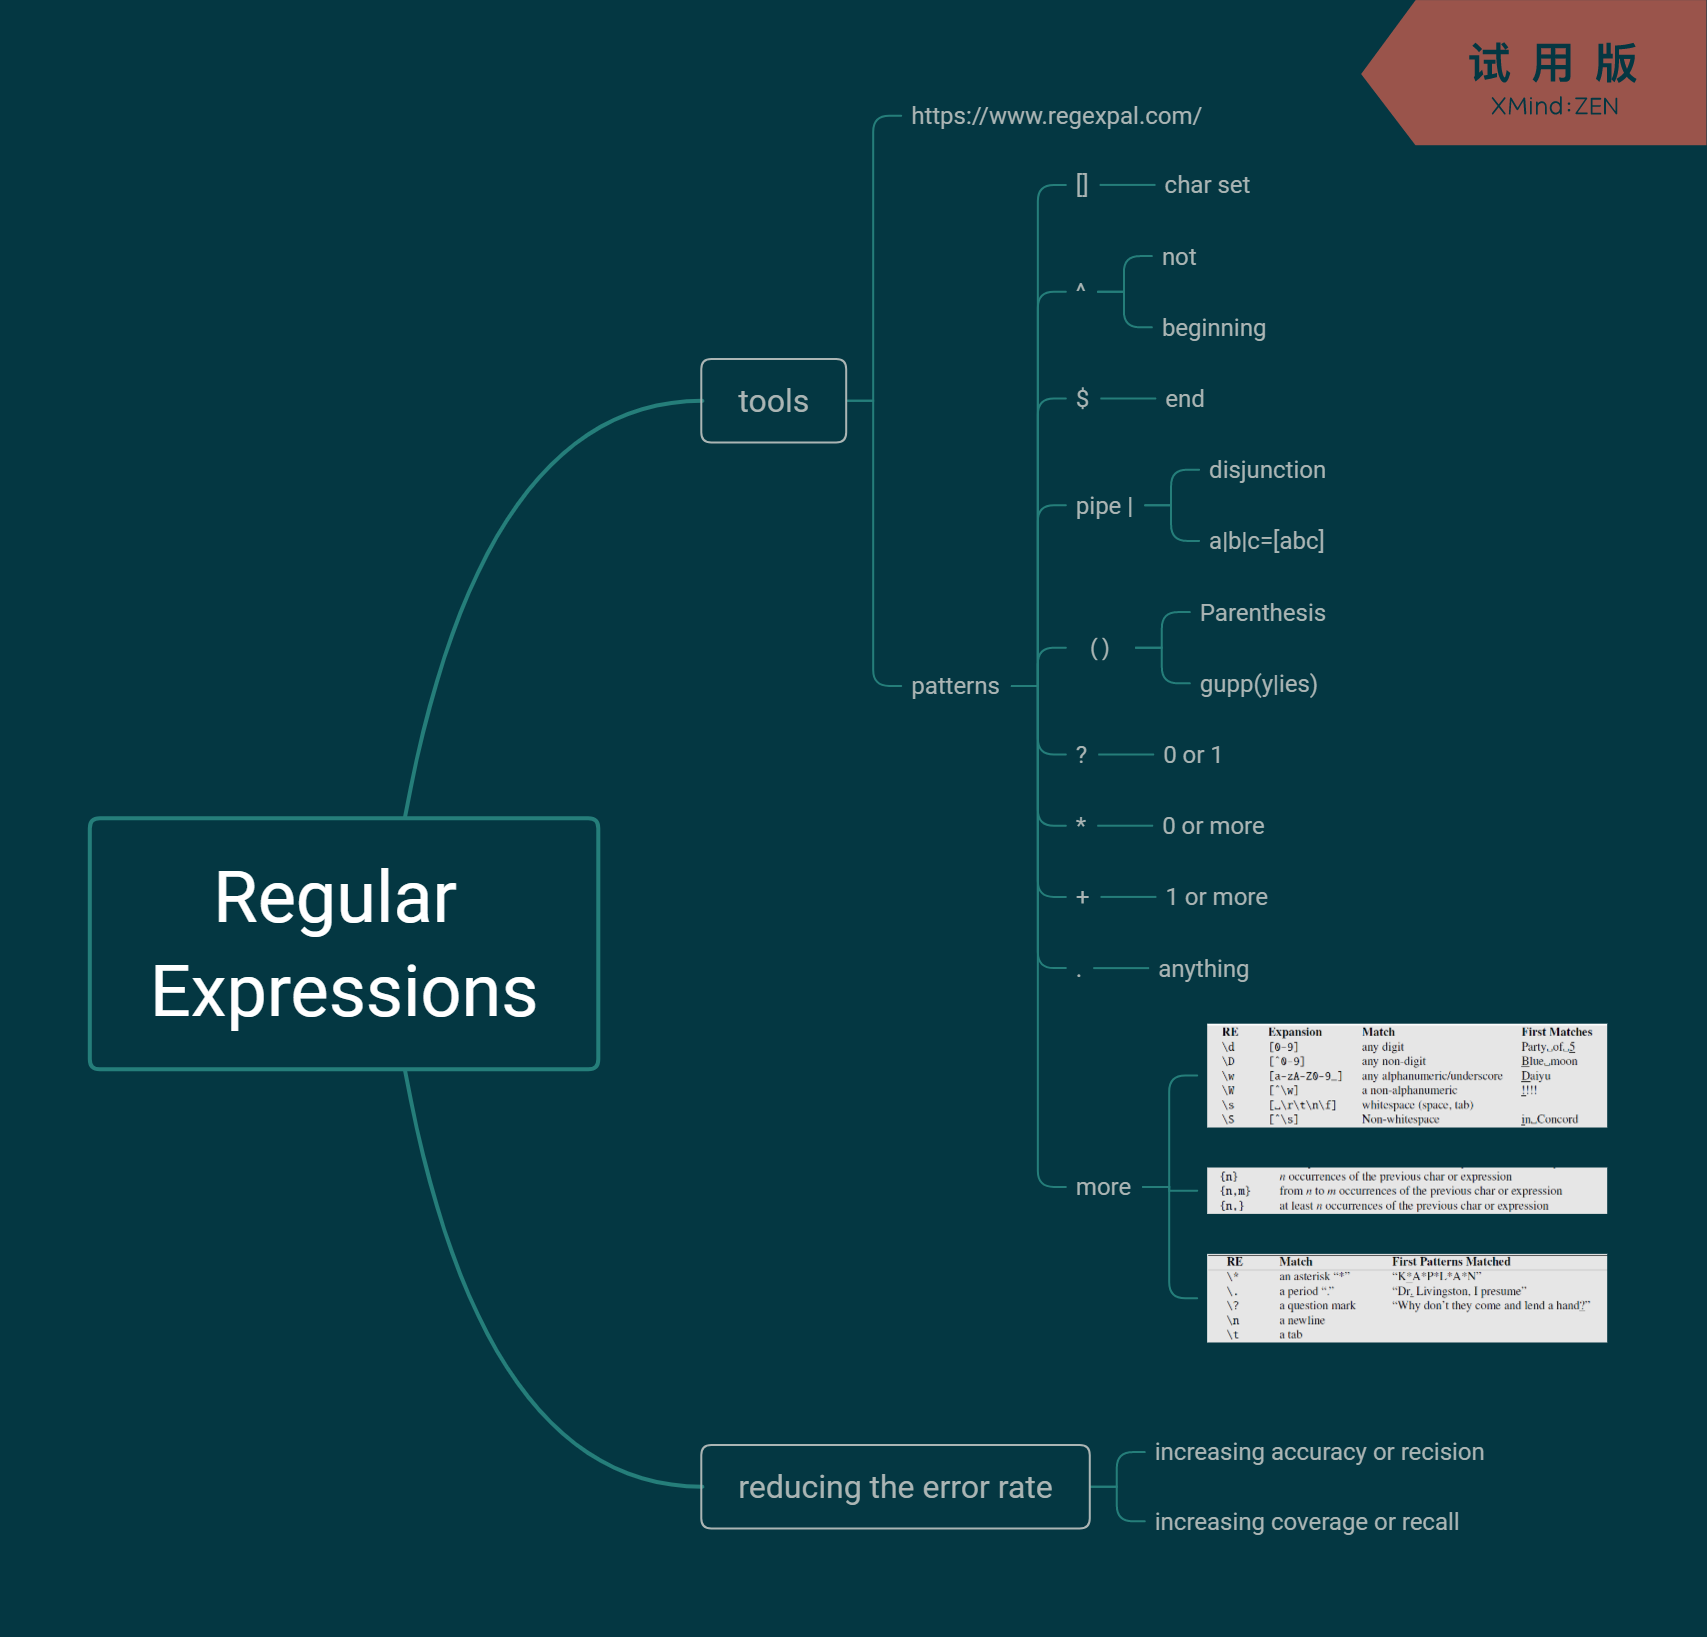 试用版
XMind:ZEN
https://www.regexpal.com/
[] char set
^
not
beginning
tools
$ end
pipe |
disjunction
a|b|c=[abc]
()
Parenthesis
gupp(y|ies)
patterns
? 0 or 1
* 0 or more
Regular
Expressions
+ 1 or more
. anything
RE Expansion Match First Matches
\d [0-9] any digit Party␣of␣5
\D [^0-9] any non-digit Blue␣moon
\w [a-zA-Z0-9_] any alphanumeric/underscore Daiyu
\W [^\w] a non-alphanumeric !!!!
\s [␣\r\t\n\f] whitespace (space, tab)
\S [^\s] Non-whitespace in␣Concord
more
{n} n occurrences of the previous char or expression
{n,m} from n to m occurrences of the previous char or expression
{n,} at least n occurrences of the previous char or expression
RE Match First Patterns Matched
\* an asterisk “*” “K*A*P*L*A*N”
\. a period “.” “Dr. Livingston, I presume”
\? a question mark “Why don’t they come and lend a hand?”
\n a newline
\t a tab
reducing the error rate
increasing accuracy or recision
increasing coverage or recall